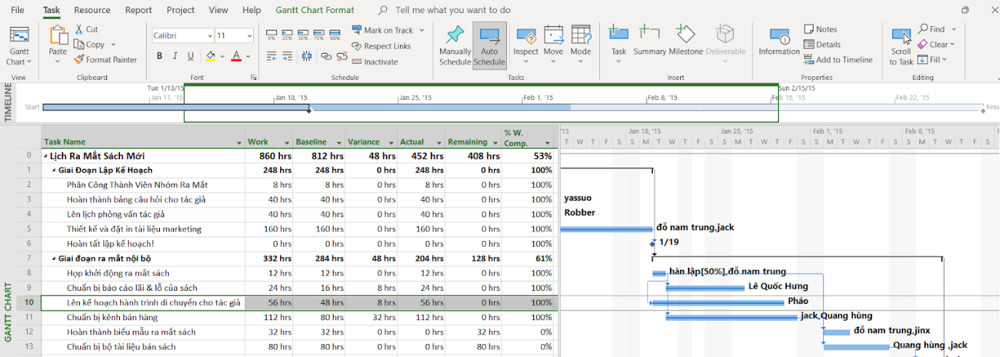 File Task Resource Report Project View Help Gantt Chart Format Tell me what you want to do
Gantt Chart
View
Paste
Cut
Copy
Format Painter
Clipboard
Calibri 11
B I U A
Font
0% 25% 50% 75% 100%
Mark on Track
Respect Links
Inactivate
Schedule
Manually Schedule
Auto Schedule
Inspect Move Mode
Tasks
Task Summary Milestone Deliverable
Insert
Information
Notes
Details
Add to Timeline
Properties
Scroll to Task
Find
Clear
Fill
Editing
TIMELINE
Tue 1/13/15 Sun 2/15/15
Jan 11, '15 Jan 18, '15 Jan 25, '15 Feb 1, '15 Feb 8, '15 Feb 15, '15 Feb 22, '15
Start Finis
GANTT CHART
Task Name Work Baseline Variance Actual Remaining % W. Comp.
'15 Jan 18, '15 Jan 25, '15 Feb 1, '15 Feb 8, '15 F
T W T F S S M T W T F S S M T W T F S S M T W T F S S M T W T F S
0 Lịch Ra Mắt Sách Mới 860 hrs 812 hrs 48 hrs 452 hrs 408 hrs 53%
1 Giai Đoạn Lập Kế Hoạch 248 hrs 248 hrs 0 hrs 248 hrs 0 hrs 100%
2 Phân Công Thành Viên Nhóm Ra Mắt 8 hrs 8 hrs 0 hrs 8 hrs 0 hrs 100%
3 Hoàn thành bảng câu hỏi cho tác giả 40 hrs 40 hrs 0 hrs 40 hrs 0 hrs 100% yassuo
4 Lên lịch phỏng vấn tác giả 40 hrs 40 hrs 0 hrs 40 hrs 0 hrs 100% Robber
5 Thiết kế và đặt in tài liệu marketing 160 hrs 160 hrs 0 hrs 160 hrs 0 hrs 100% đỗ nam trung,jack
6 Hoàn tất lập kế hoạch! 0 hrs 0 hrs 0 hrs 0 hrs 0 hrs 100% 1/19
7 Giai đoạn ra mắt nội bộ 332 hrs 284 hrs 48 hrs 204 hrs 128 hrs 61%
8 Họp khởi động ra mắt sách 12 hrs 12 hrs 0 hrs 12 hrs 0 hrs 100% hàn lập[50%],đỗ nam trung
9 Chuẩn bị báo cáo lãi & lỗ của sách 24 hrs 16 hrs 8 hrs 24 hrs 0 hrs 100% Lê Quốc Hưng
10 Lên kế hoạch hành trình di chuyển cho tác giả 56 hrs 48 hrs 8 hrs 56 hrs 0 hrs 100% Pháo
11 Chuẩn bị kênh bán hàng 112 hrs 80 hrs 32 hrs 112 hrs 0 hrs 100% jack,Quang hùng
12 Hoàn thành biểu mẫu ra mắt sách 32 hrs 32 hrs 0 hrs 0 hrs 32 hrs 0% đỗ nam trung,jinx
13 Chuẩn bị bộ tài liệu bán sách 80 hrs 80 hrs 0 hrs 0 hrs 80 hrs 0% Quang hùng ,jack